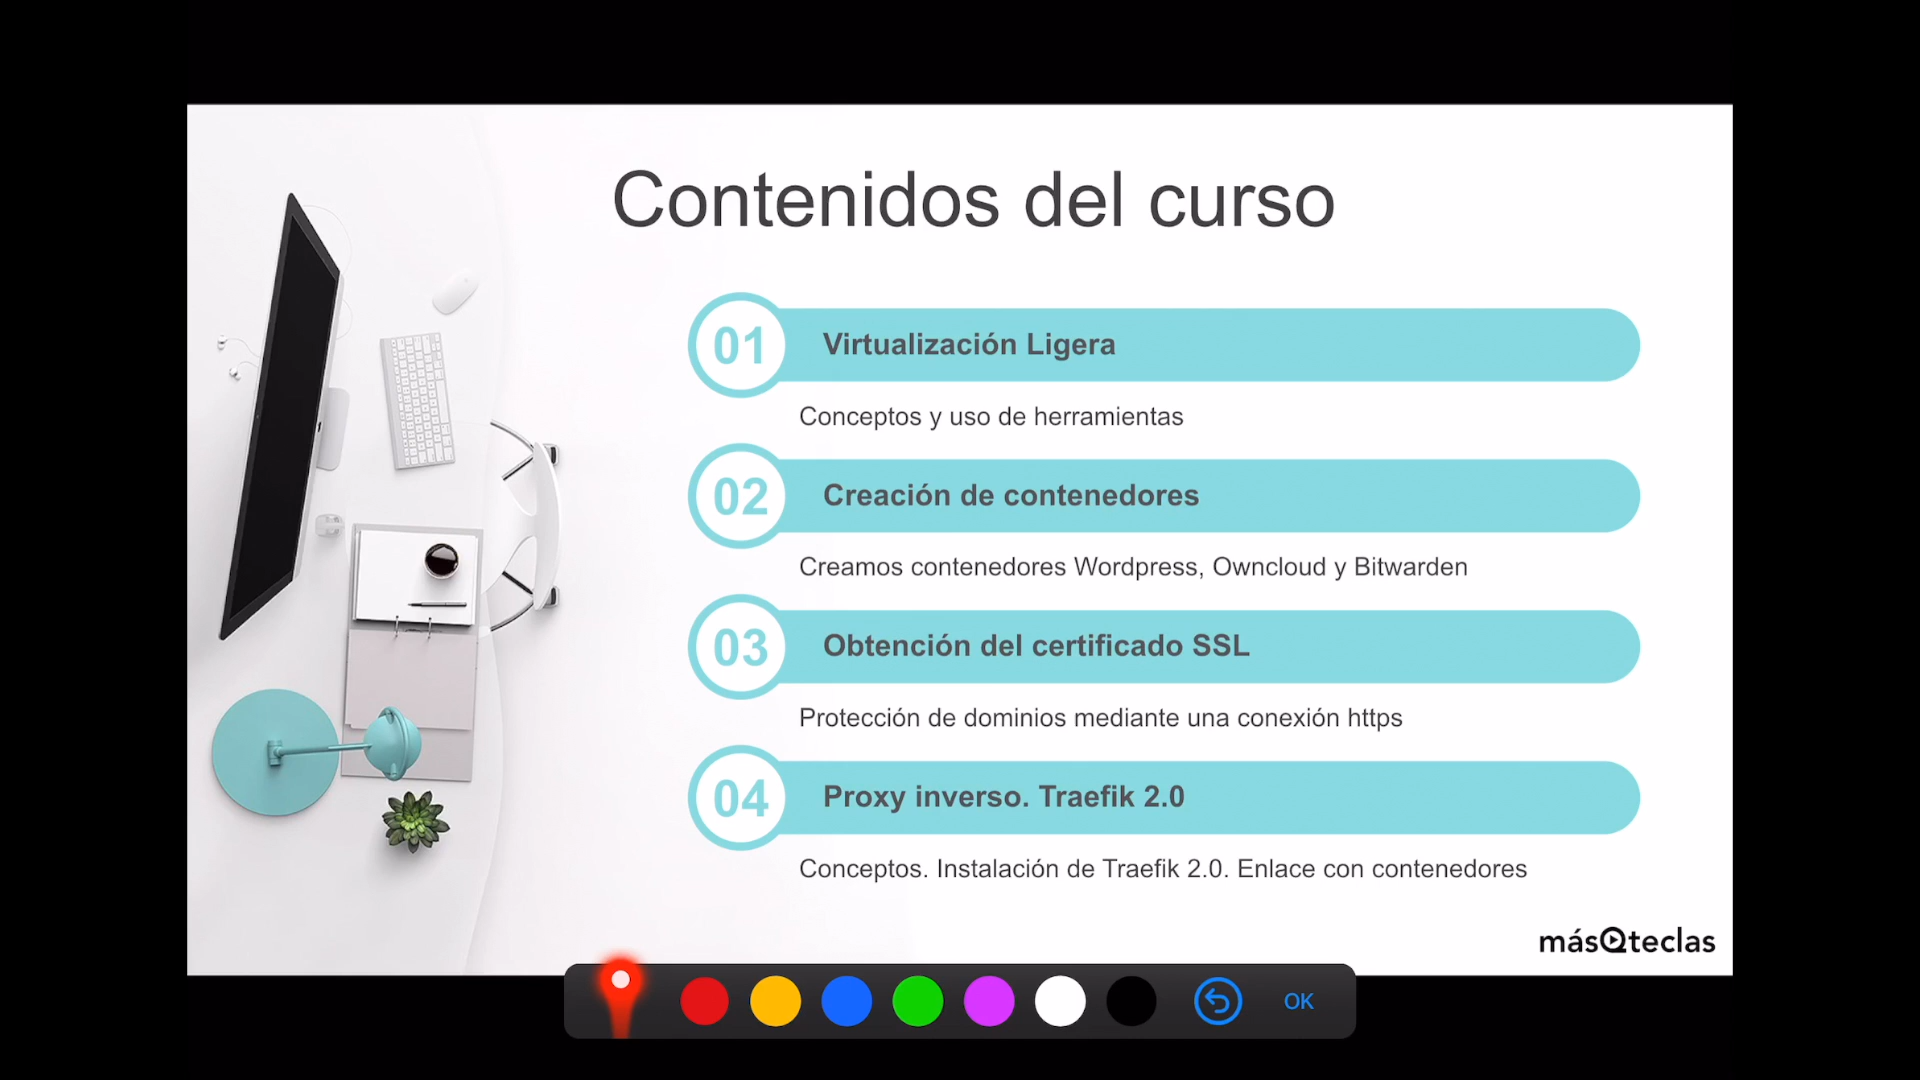 Contenidos del curso
01
Virtualización Ligera
Conceptos y uso de herramientas
02
Creación de contenedores
Creamos contenedores Wordpress, Owncloud y Bitwarden
03
Obtención del certificado SSL
Protección de dominios mediante una conexión https
04
Proxy inverso. Traefik 2.0
Conceptos. Instalación de Traefik 2.0. Enlace con contenedores
másQteclas
OK